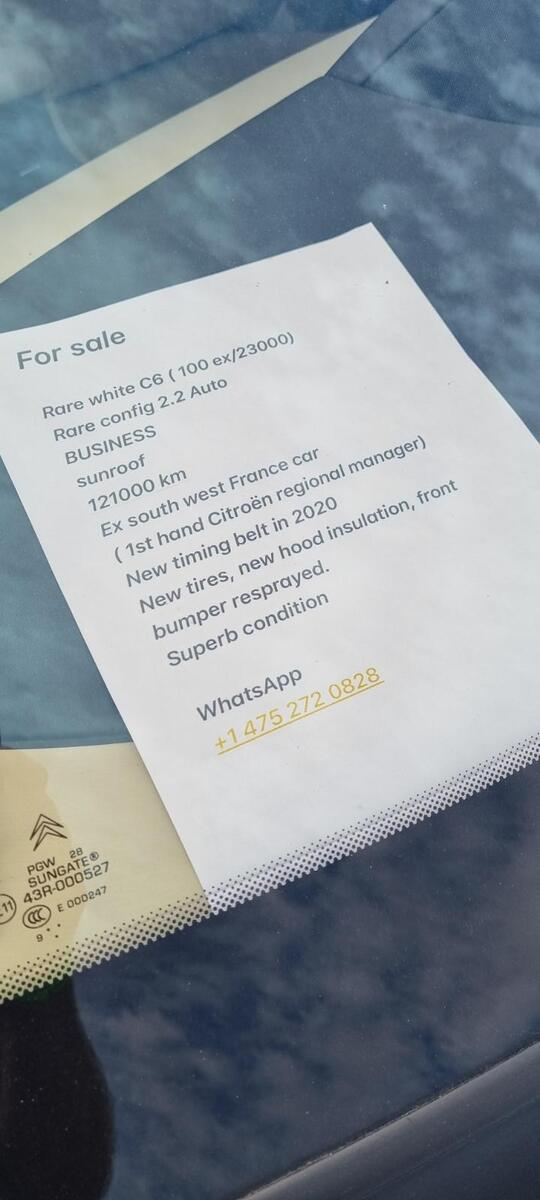 For sale
Rare white C6 ( 100 ex/23000)
Rare config 2.2 Auto
BUSINESS
sunroof
121000 km
Ex south west France car
( 1st hand Citroën regional manager)
New timing belt in 2020
New tires, new hood insulation, front
bumper resprayed.
Superb condition
WhatsApp
+1 475 272 0828
PGW 28
SUNGATE®
43R-000527
E 000247
9